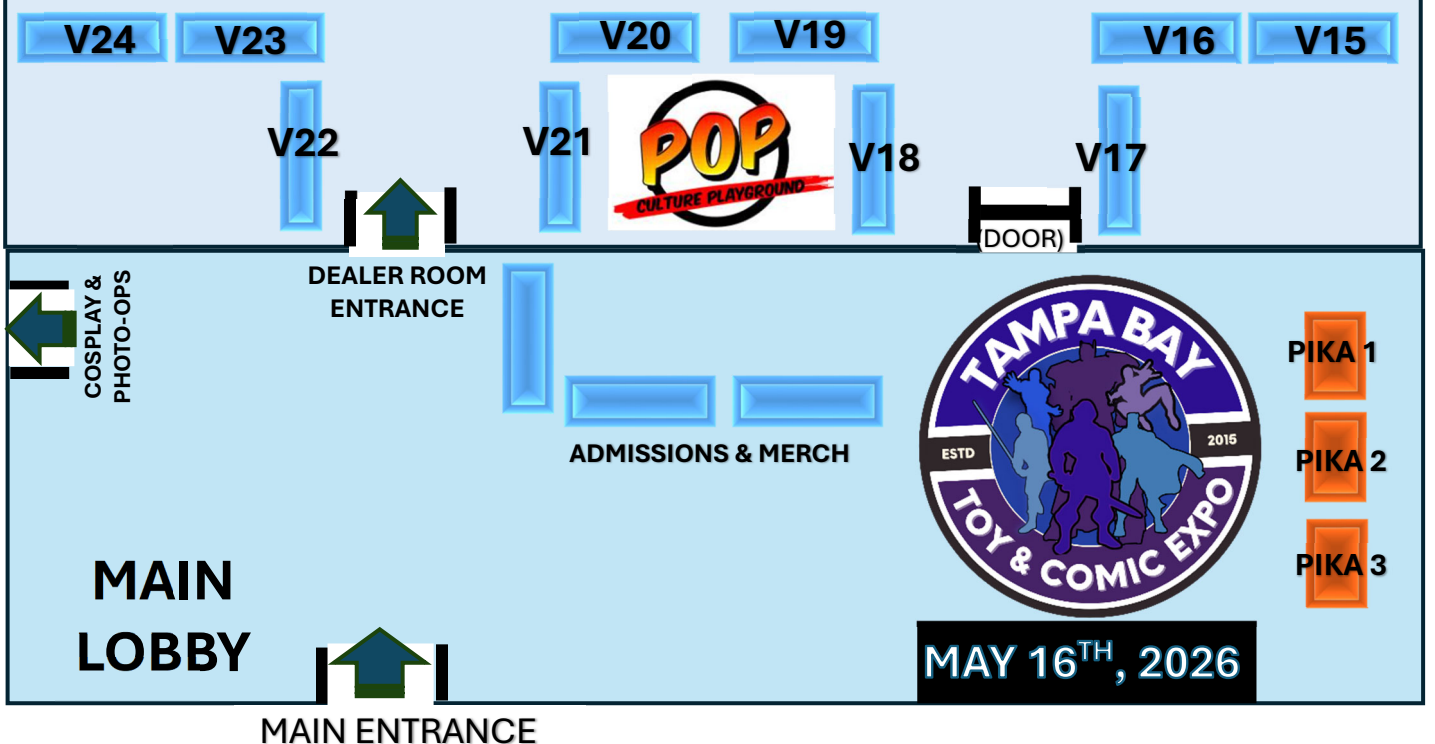 V24
V23
V20
V19
V16
V15
V22
V21
POP
CULTURE PLAYGROUND
V18
V17
(DOOR)
DEALER ROOM
ENTRANCE
COSPLAY &
PHOTO-OPS
ADMISSIONS & MERCH
TAMPA BAY
ESTD
2015
TOY & COMIC EXPO
PIKA 1
PIKA 2
PIKA 3
MAIN
LOBBY
MAY 16TH, 2026
MAIN ENTRANCE